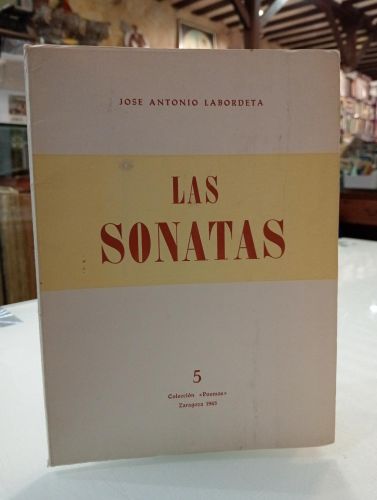 JOSE ANTONIO LABORDETA
LAS
SONATAS
5
Colección «Poemas»
Zaragoza 1965